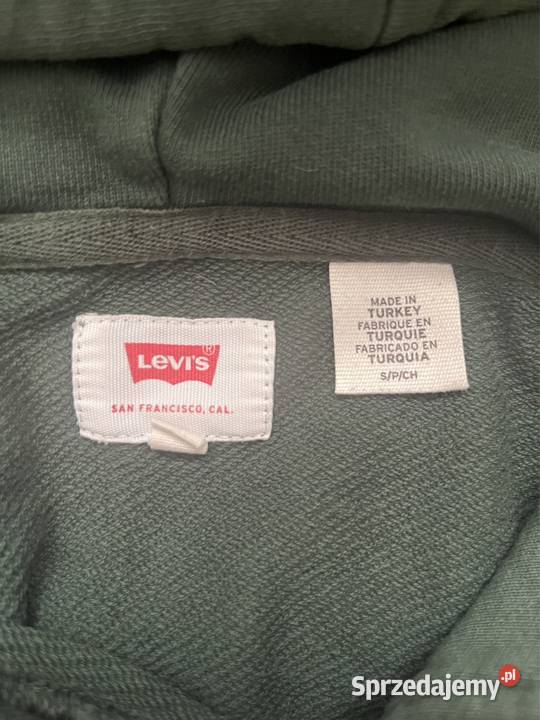 LEVI'S®
SAN FRANCISCO, CAL.
MADE IN
TURKEY
FABRIQUE EN
TURQUIE
FABRICADO EN
TURQUIA
S/P/CH
Sprzedajemy.pl